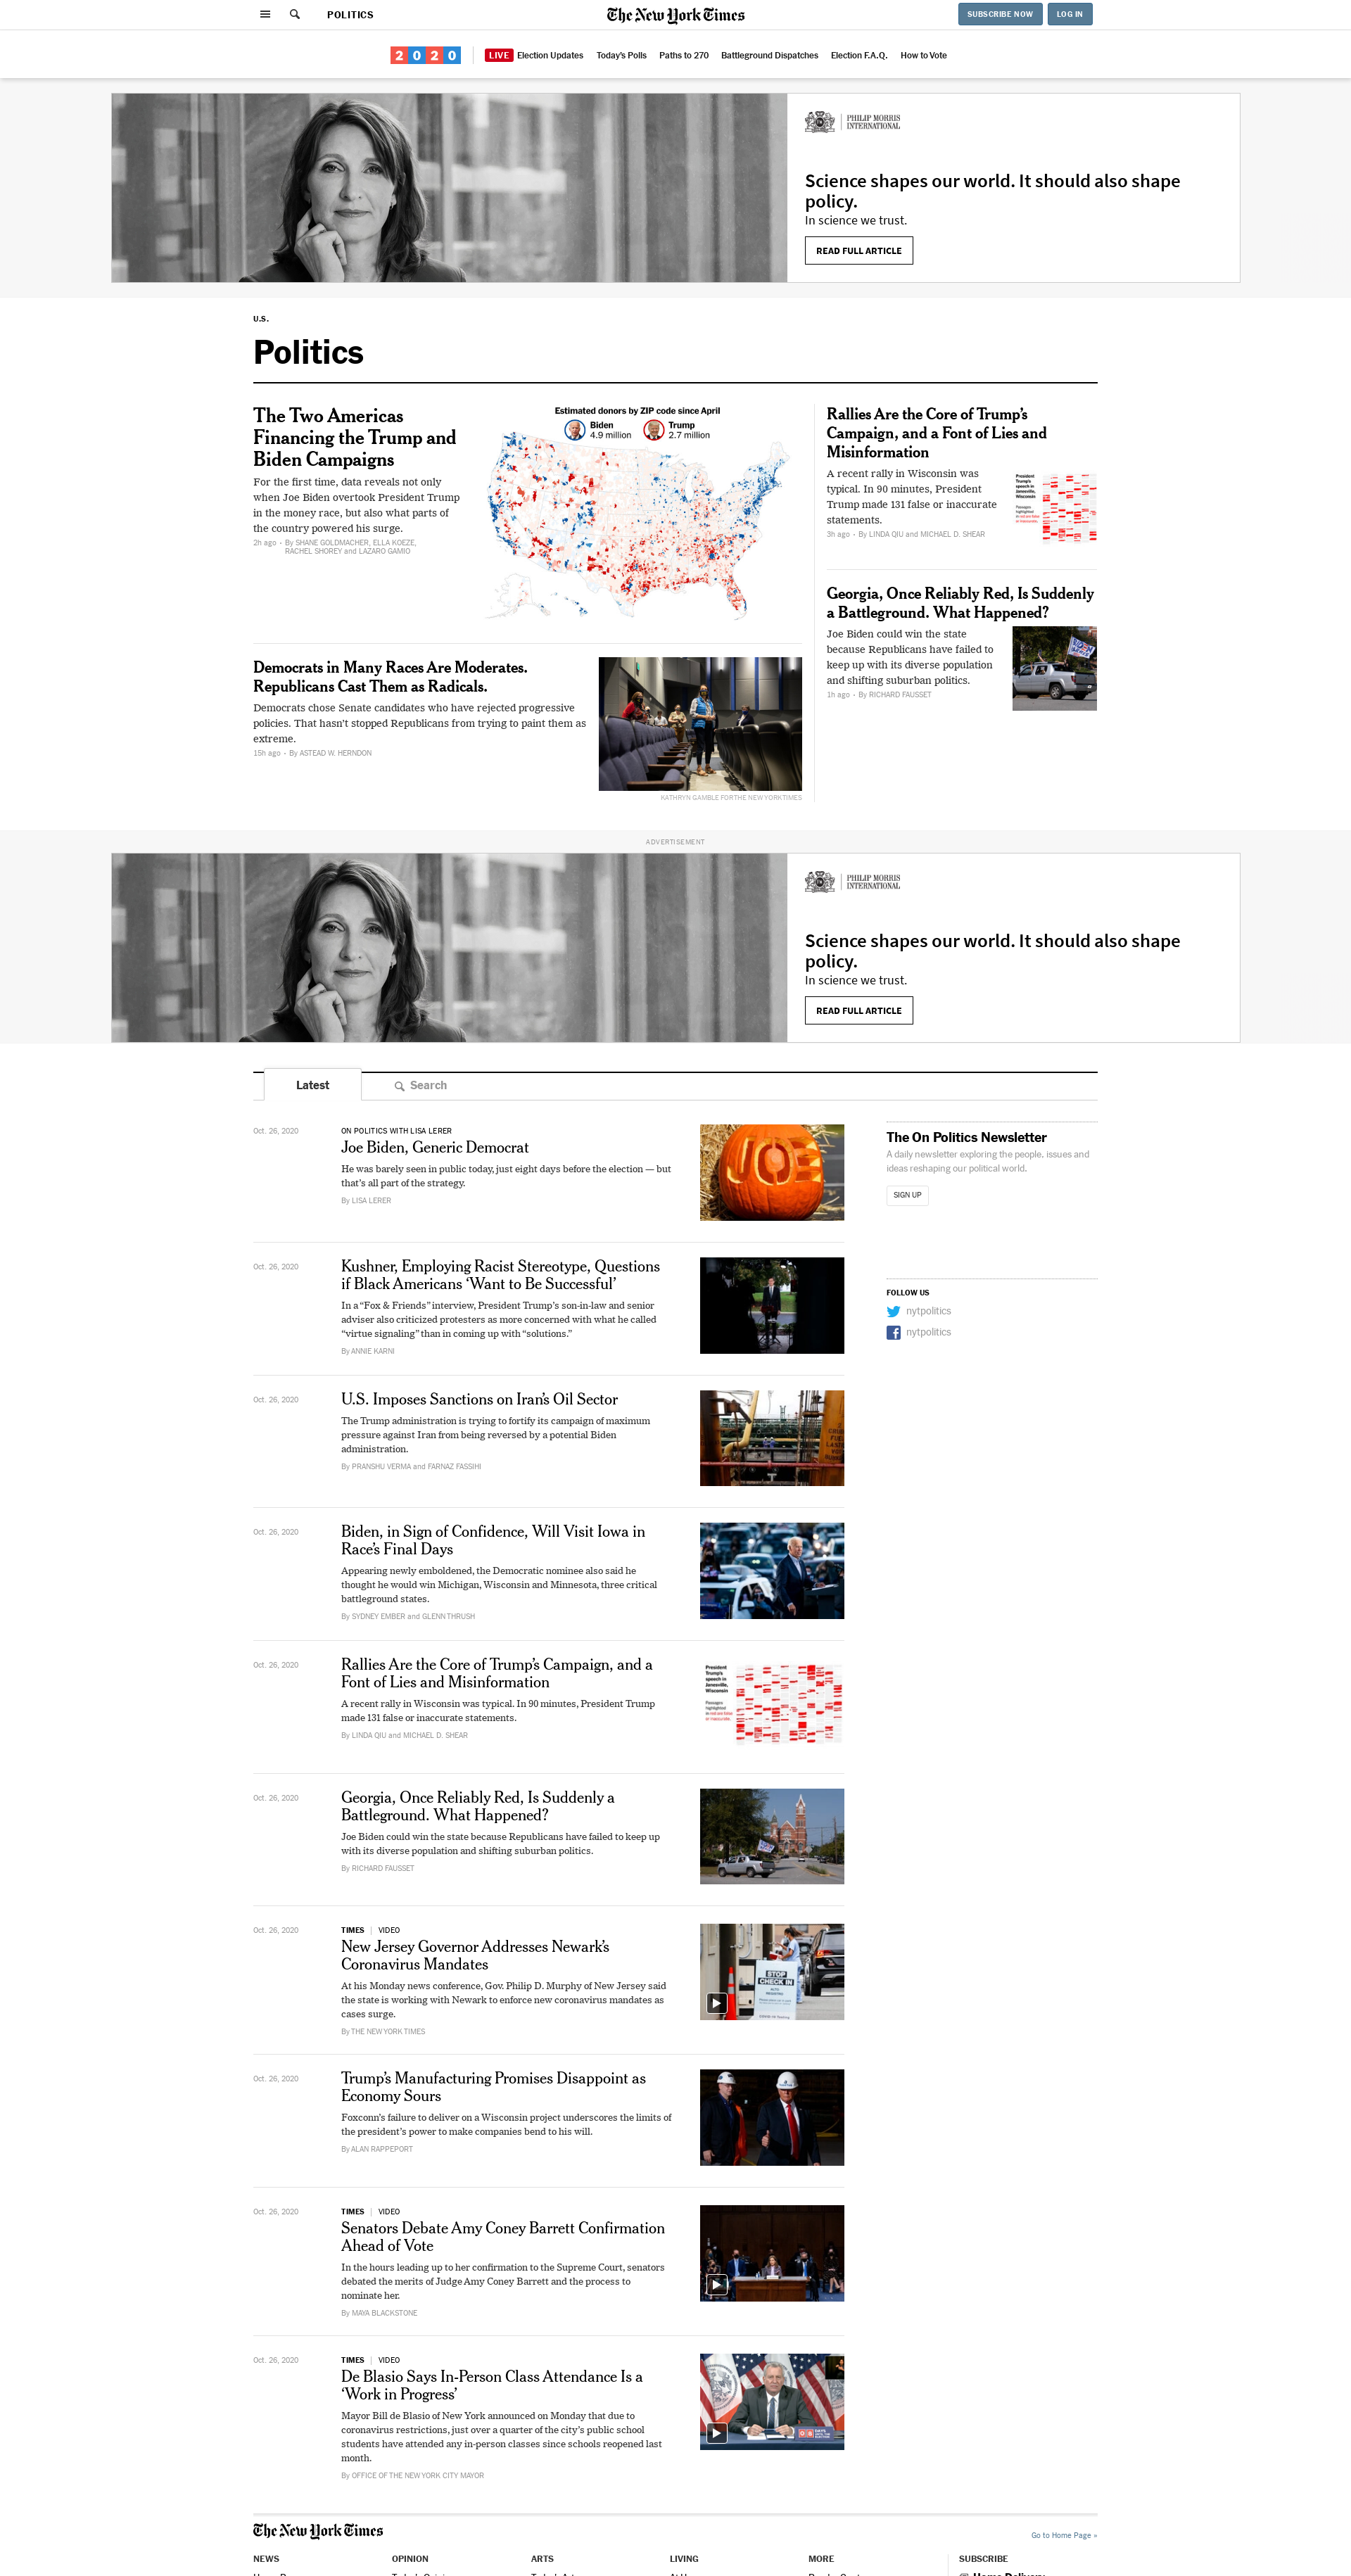 POLITICS
The New York Times
SUBSCRIBE NOW
LOG IN
2020
LIVE Election Updates
Today's Polls
Paths to 270
Battleground Dispatches
Election F.A.Q.
How to Vote
PHILIP MORRIS
INTERNATIONAL
Science shapes our world. It should also shape
policy.
In science we trust.
READ FULL ARTICLE
U.S.
Politics
The Two Americas
Financing the Trump and
Biden Campaigns
For the first time, data reveals not only
when Joe Biden overtook President Trump
in the money race, but also what parts of
the country powered his surge.
2h ago • By SHANE GOLDMACHER, ELLA KOEZE,
RACHEL SHOREY and LAZARO GAMIO
Estimated donors by ZIP code since April
Biden
4.9 million
Trump
2.7 million
Democrats in Many Races Are Moderates.
Republicans Cast Them as Radicals.
Democrats chose Senate candidates who have rejected progressive
policies. That hasn't stopped Republicans from trying to paint them as
extreme.
15h ago • By ASTEAD W. HERNDON
KATHRYN GAMBLE FOR THE NEW YORK TIMES
Rallies Are the Core of Trump's
Campaign, and a Font of Lies and
Misinformation
A recent rally in Wisconsin was
typical. In 90 minutes, President
Trump made 131 false or inaccurate
statements.
3h ago • By LINDA QIU and MICHAEL D. SHEAR
President
Trump's
speech in
Janesville,
Wisconsin
Passages
highlighted
in red are false
or inaccurate.
Georgia, Once Reliably Red, Is Suddenly
a Battleground. What Happened?
Joe Biden could win the state
because Republicans have failed to
keep up with its diverse population
and shifting suburban politics.
1h ago • By RICHARD FAUSSET
ADVERTISEMENT
PHILIP MORRIS
INTERNATIONAL
Science shapes our world. It should also shape
policy.
In science we trust.
READ FULL ARTICLE
Latest
Search
Oct. 26, 2020
ON POLITICS WITH LISA LERER
Joe Biden, Generic Democrat
He was barely seen in public today, just eight days before the election — but
that's all part of the strategy.
By LISA LERER
JOE
Oct. 26, 2020
Kushner, Employing Racist Stereotype, Questions
if Black Americans ‘Want to Be Successful’
In a “Fox & Friends” interview, President Trump's son-in-law and senior
adviser also criticized protesters as more concerned with what he called
“virtue signaling” than in coming up with “solutions.”
By ANNIE KARNI
Oct. 26, 2020
U.S. Imposes Sanctions on Iran's Oil Sector
The Trump administration is trying to fortify its campaign of maximum
pressure against Iran from being reversed by a potential Biden
administration.
By PRANSHU VERMA and FARNAZ FASSIHI
Oct. 26, 2020
Biden, in Sign of Confidence, Will Visit Iowa in
Race's Final Days
Appearing newly emboldened, the Democratic nominee also said he
thought he would win Michigan, Wisconsin and Minnesota, three critical
battleground states.
By SYDNEY EMBER and GLENN THRUSH
Oct. 26, 2020
Rallies Are the Core of Trump's Campaign, and a
Font of Lies and Misinformation
A recent rally in Wisconsin was typical. In 90 minutes, President Trump
made 131 false or inaccurate statements.
By LINDA QIU and MICHAEL D. SHEAR
President
Trump's
speech in
Janesville,
Wisconsin
Passages
highlighted
in red are false
or inaccurate.
Oct. 26, 2020
Georgia, Once Reliably Red, Is Suddenly a
Battleground. What Happened?
Joe Biden could win the state because Republicans have failed to keep up
with its diverse population and shifting suburban politics.
By RICHARD FAUSSET
Oct. 26, 2020
TIMES | VIDEO
New Jersey Governor Addresses Newark's
Coronavirus Mandates
At his Monday news conference, Gov. Philip D. Murphy of New Jersey said
the state is working with Newark to enforce new coronavirus mandates as
cases surge.
By THE NEW YORK TIMES
STOP
CHECK IN
Oct. 26, 2020
Trump's Manufacturing Promises Disappoint as
Economy Sours
Foxconn's failure to deliver on a Wisconsin project underscores the limits of
the president's power to make companies bend to his will.
By ALAN RAPPEPORT
Oct. 26, 2020
TIMES | VIDEO
Senators Debate Amy Coney Barrett Confirmation
Ahead of Vote
In the hours leading up to her confirmation to the Supreme Court, senators
debated the merits of Judge Amy Coney Barrett and the process to
nominate her.
By MAYA BLACKSTONE
Oct. 26, 2020
TIMES | VIDEO
De Blasio Says In-Person Class Attendance Is a
‘Work in Progress’
Mayor Bill de Blasio of New York announced on Monday that due to
coronavirus restrictions, just over a quarter of the city's public school
students have attended any in-person classes since schools reopened last
month.
By OFFICE OF THE NEW YORK CITY MAYOR
The On Politics Newsletter
A daily newsletter exploring the people, issues and
ideas reshaping our political world.
SIGN UP
FOLLOW US
nytpolitics
nytpolitics
The New York Times
Go to Home Page »
NEWS
OPINION
ARTS
LIVING
MORE
SUBSCRIBE